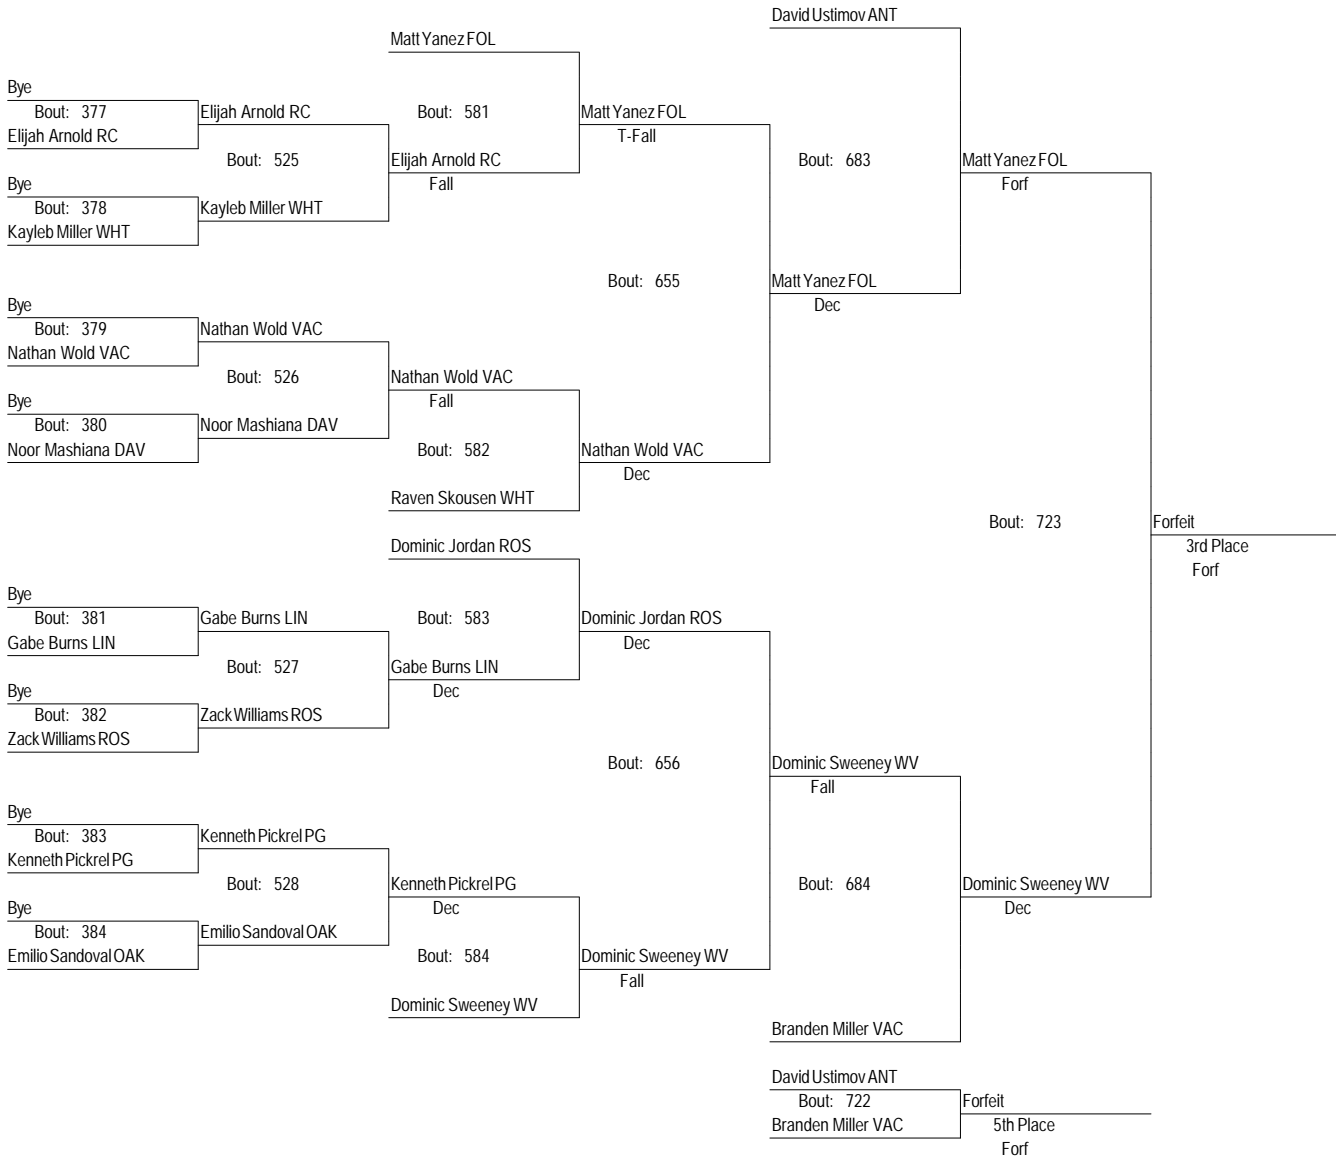 David Ustimov ANT
Matt Yanez FOL
Bye
Bout: 377
Elijah Arnold RC
Bout: 581
Matt Yanez FOL
Elijah Arnold RC
T-Fall
Bout: 525
Elijah Arnold RC
Bout: 683
Matt Yanez FOL
Bye
Fall
Forf
Bout: 378
Kayleb Miller WHT
Kayleb Miller WHT
Bout: 655
Matt Yanez FOL
Bye
Dec
Bout: 379
Nathan Wold VAC
Nathan Wold VAC
Bout: 526
Nathan Wold VAC
Bye
Fall
Bout: 380
Noor Mashiana DAV
Noor Mashiana DAV
Bout: 582
Nathan Wold VAC
Dec
Raven Skousen WHT
Bout: 723
Forfeit
Dominic Jordan ROS
3rd Place
Forf
Bye
Bout: 381
Gabe Burns LIN
Bout: 583
Dominic Jordan ROS
Gabe Burns LIN
Dec
Bout: 527
Gabe Burns LIN
Bye
Dec
Bout: 382
Zack Williams ROS
Zack Williams ROS
Bout: 656
Dominic Sweeney WV
Fall
Bye
Bout: 383
Kenneth Pickrel PG
Kenneth Pickrel PG
Bout: 528
Kenneth Pickrel PG
Bout: 684
Dominic Sweeney WV
Bye
Dec
Dec
Bout: 384
Emilio Sandoval OAK
Emilio Sandoval OAK
Bout: 584
Dominic Sweeney WV
Fall
Dominic Sweeney WV
Branden Miller VAC
David Ustimov ANT
Bout: 722
Forfeit
Branden Miller VAC
5th Place
Forf